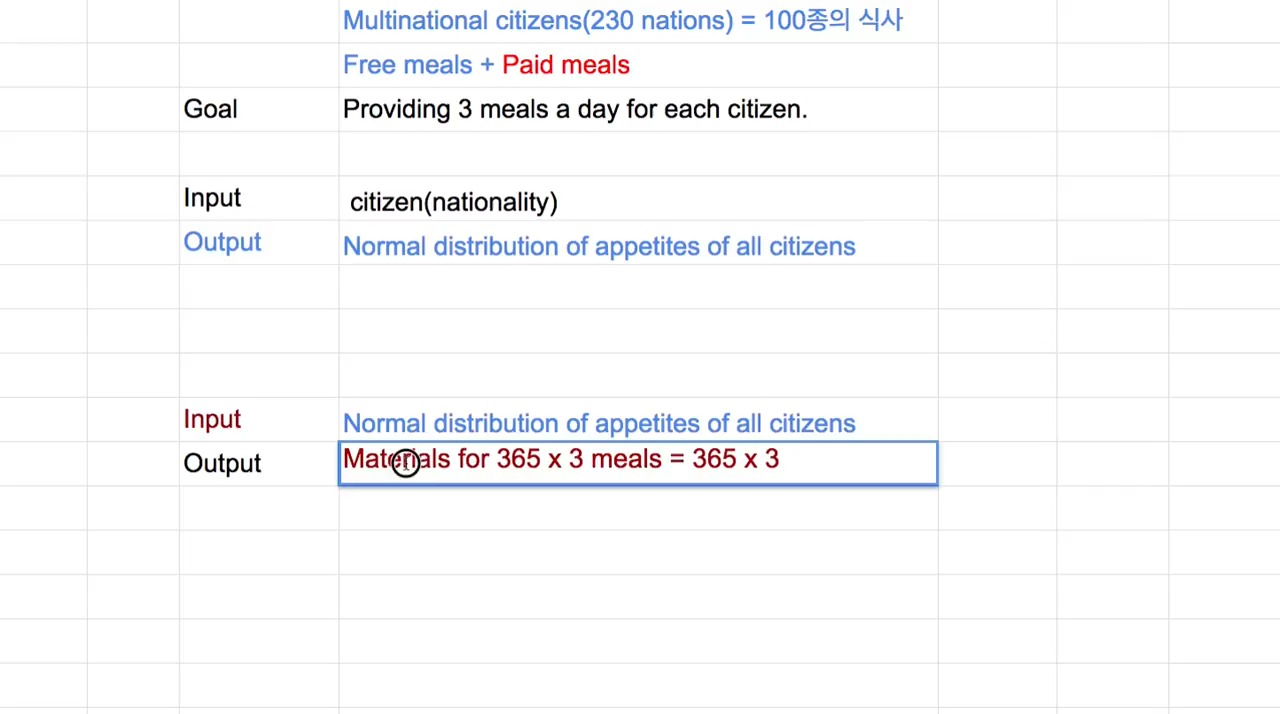 Multinational citizens(230 nations) = 100종의 식사
Free meals + Paid meals
Goal Providing 3 meals a day for each citizen.
Input citizen(nationality)
Output Normal distribution of appetites of all citizens
Input Normal distribution of appetites of all citizens
Output Materials for 365 x 3 meals = 365 x 3